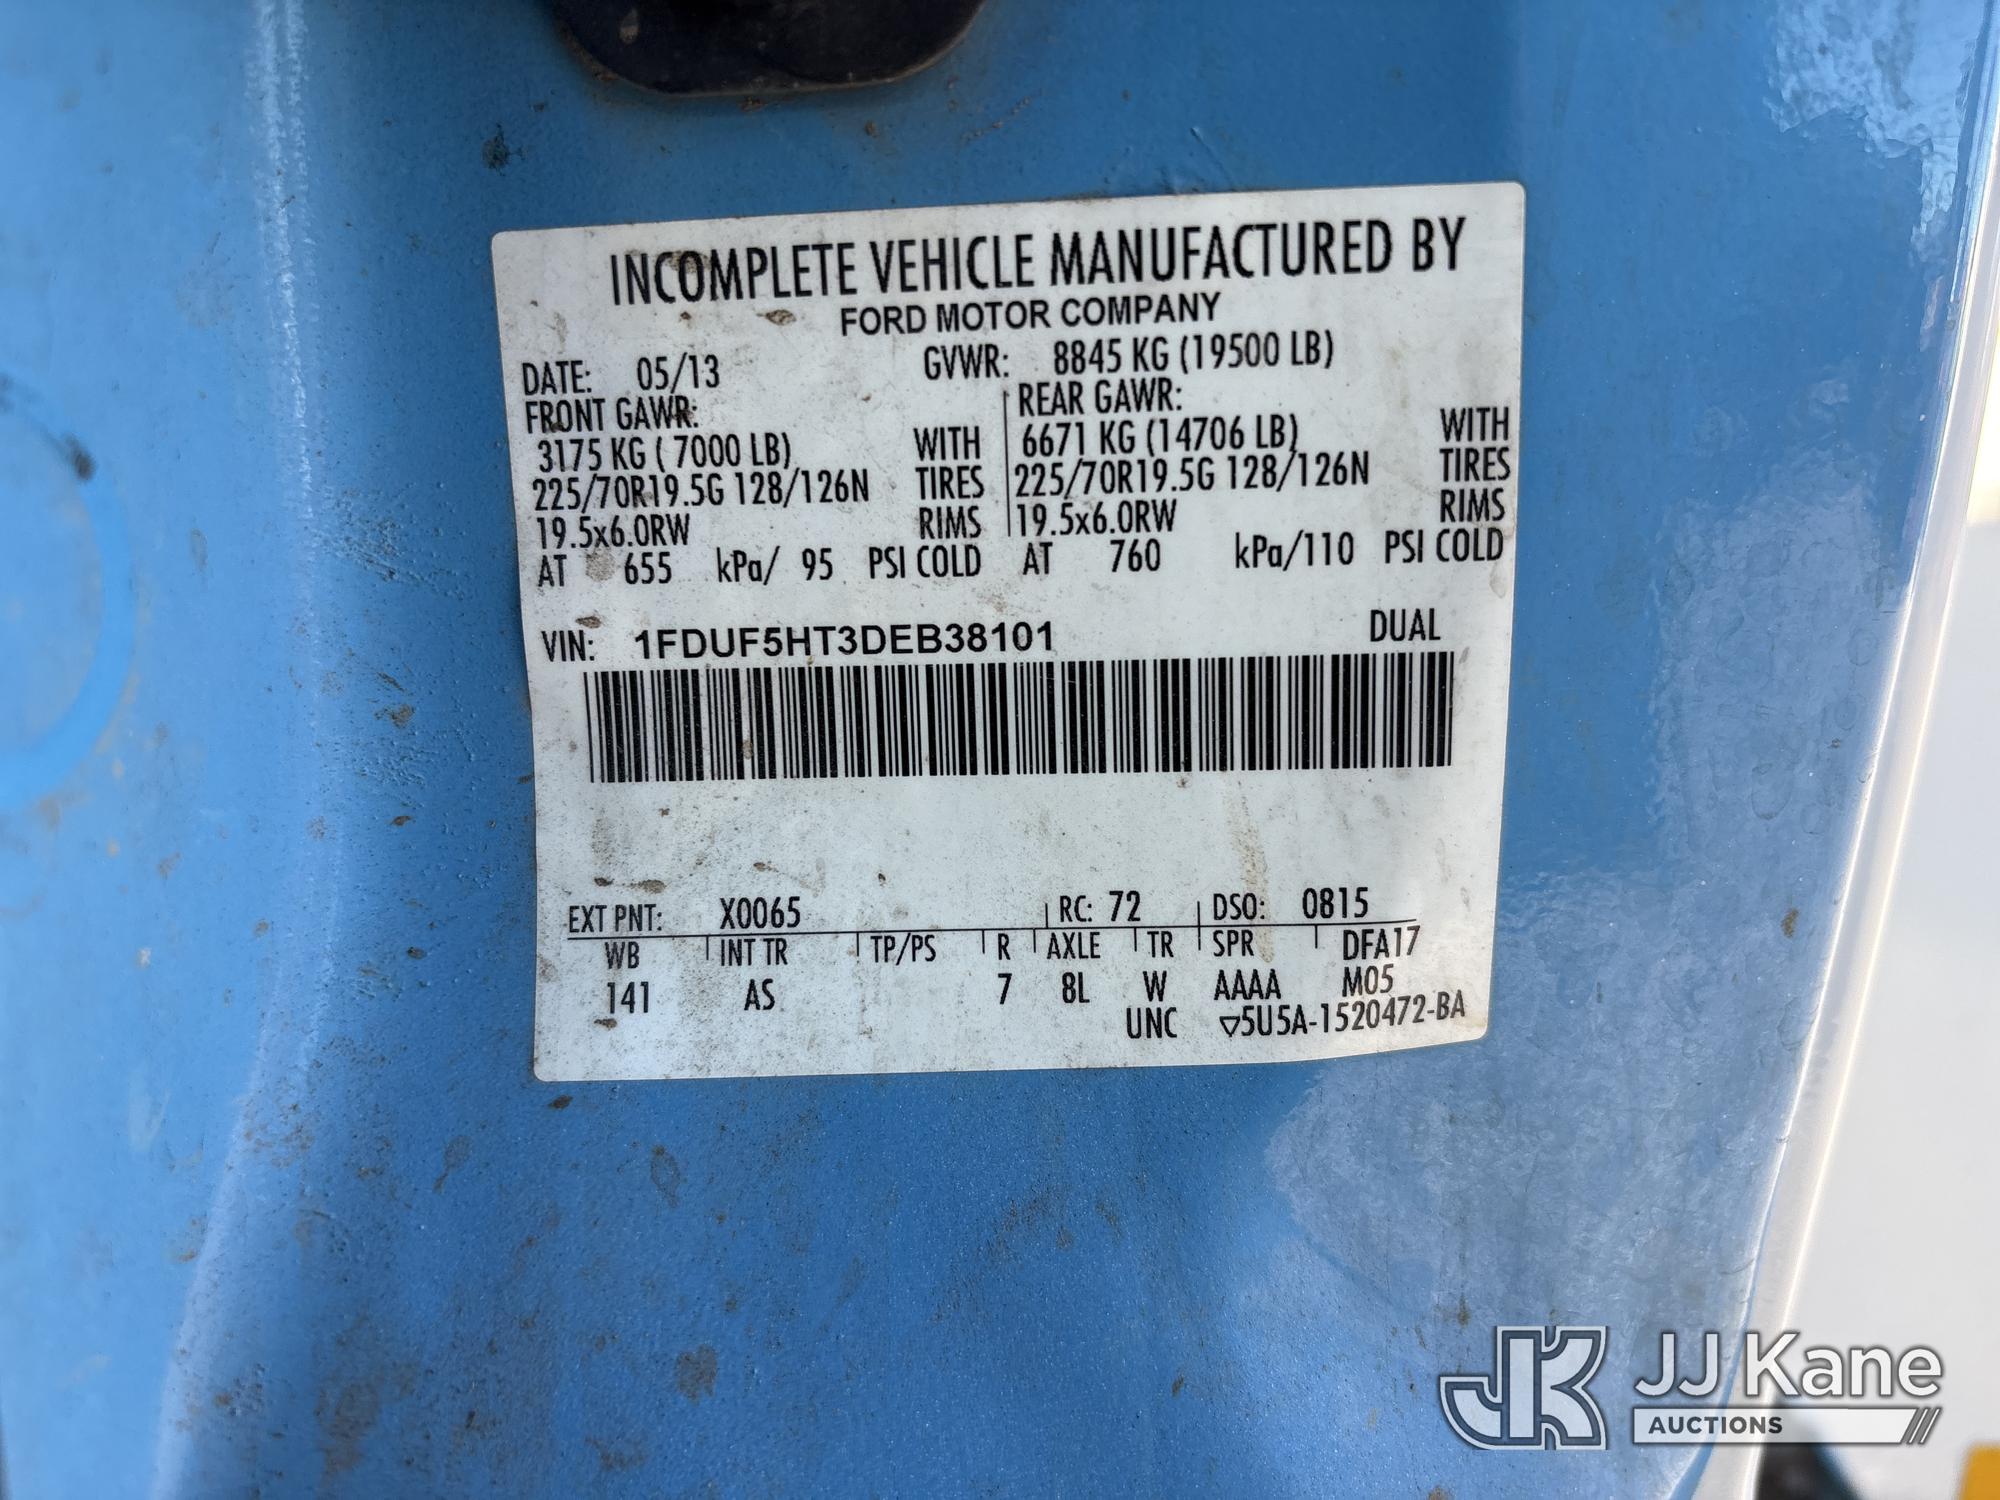 INCOMPLETE VEHICLE MANUFACTURED BY
FORD MOTOR COMPANY
DATE: 05/13 GVWR: 8845 KG (19500 LB)
FRONT GAWR: REAR GAWR:
3175 KG ( 7000 LB) WITH 6671 KG (14706 LB) WITH
225/70R19.5G 128/126N TIRES 225/70R19.5G 128/126N TIRES
19.5x6.0RW RIMS 19.5x6.0RW RIMS
AT 655 kPa/ 95 PSI COLD AT 760 kPa/110 PSI COLD
VIN: 1FDUF5HT3DEB38101 DUAL
EXT PNT: X0065 RC: 72 DSO: 0815
WB INT TR TP/PS R AXLE TR SPR DFA17
141 AS 7 8L W AAAA M05
UNC ▽5U5A-1520472-BA
JK JJ Kane
AUCTIONS